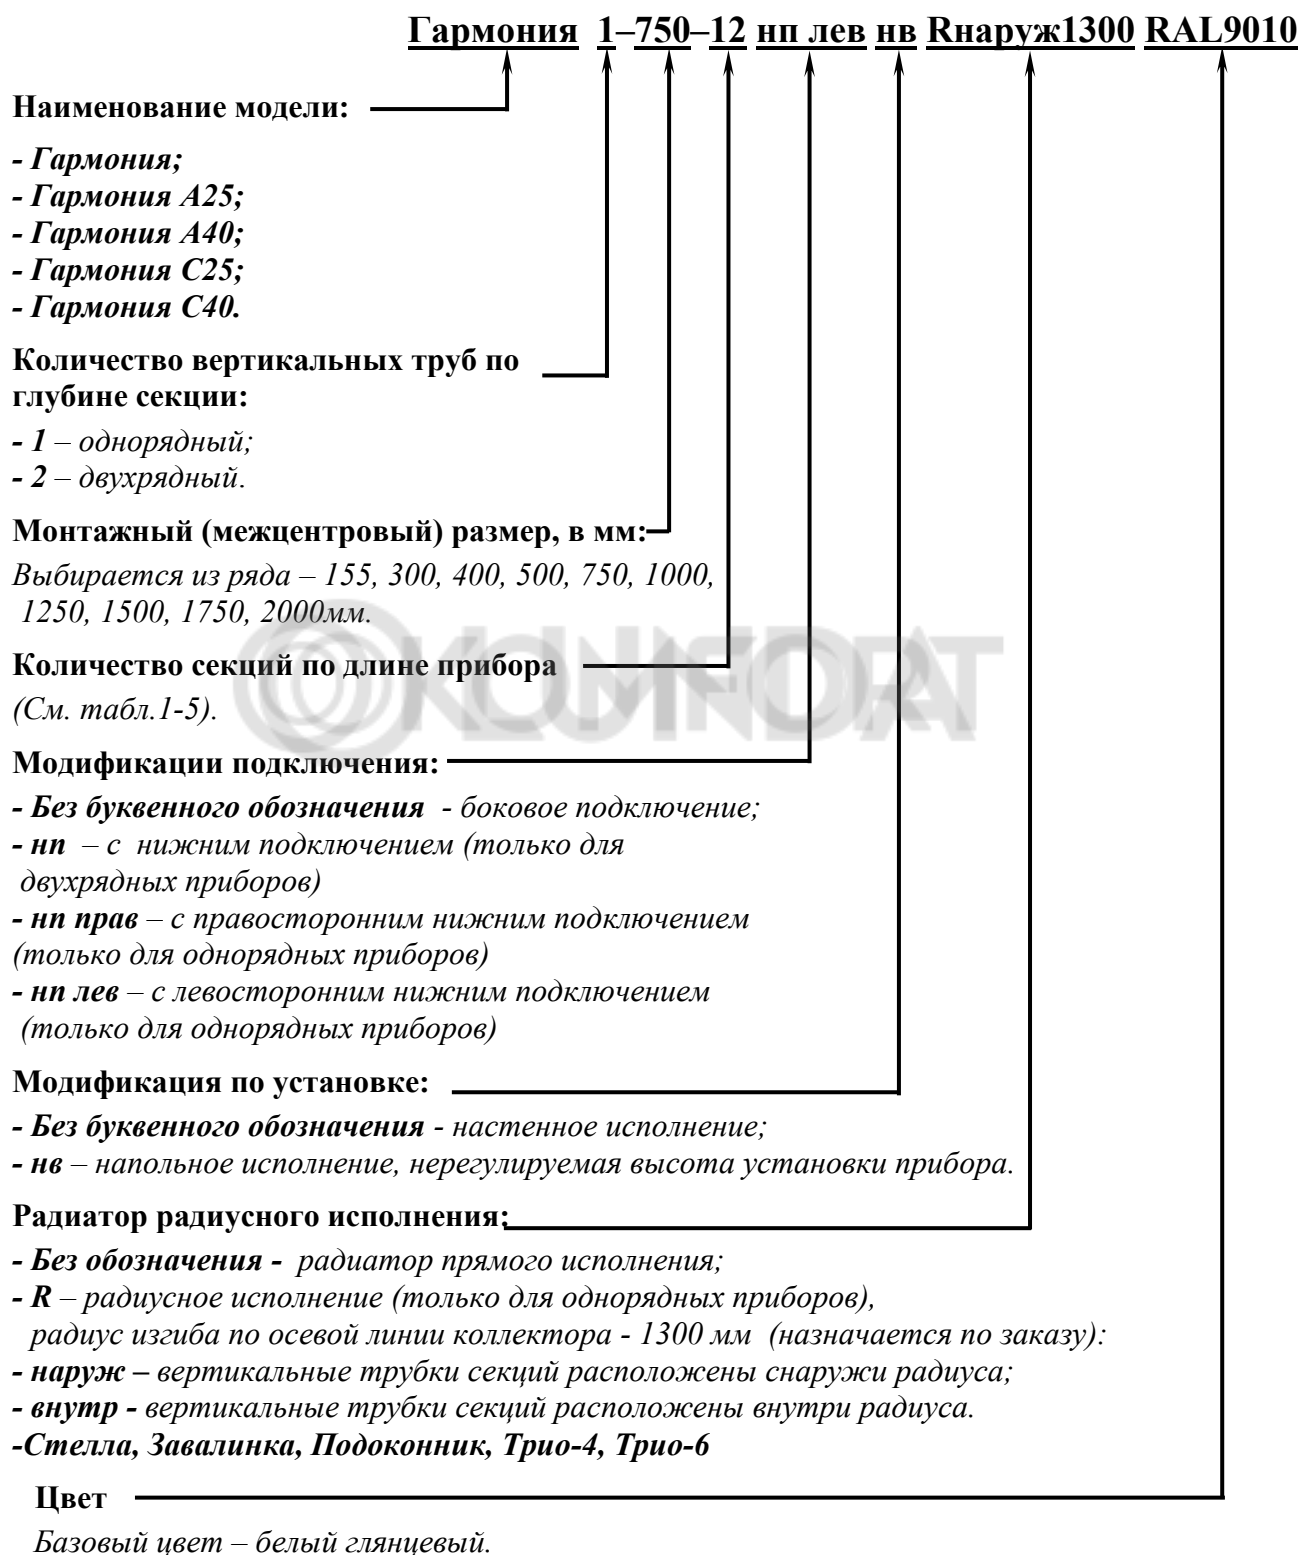 Гармония 1–750–12 нп лев нв Rнаруж1300 RAL9010
Наименование модели:
- Гармония;
- Гармония А25;
- Гармония А40;
- Гармония С25;
- Гармония С40.
Количество вертикальных труб по
глубине секции:
- 1 – однорядный;
- 2 – двухрядный.
Монтажный (межцентровый) размер, в мм:
Выбирается из ряда – 155, 300, 400, 500, 750, 1000,
1250, 1500, 1750, 2000мм.
Количество секций по длине прибора
(См. табл.1-5).
Модификации подключения:
- Без буквенного обозначения - боковое подключение;
- нп – с нижним подключением (только для
двухрядных приборов)
- нп прав – с правосторонним нижним подключением
(только для однорядных приборов)
- нп лев – с левосторонним нижним подключением
(только для однорядных приборов)
Модификация по установке:
- Без буквенного обозначения - настенное исполнение;
- нв – напольное исполнение, нерегулируемая высота установки прибора.
Радиатор радиусного исполнения:
- Без обозначения - радиатор прямого исполнения;
- R – радиусное исполнение (только для однорядных приборов),
радиус изгиба по осевой линии коллектора - 1300 мм (назначается по заказу):
- наруж – вертикальные трубки секций расположены снаружи радиуса;
- внутр - вертикальные трубки секций расположены внутри радиуса.
-Стелла, Завалинка, Подоконник, Трио-4, Трио-6
Цвет
Базовый цвет – белый глянцевый.